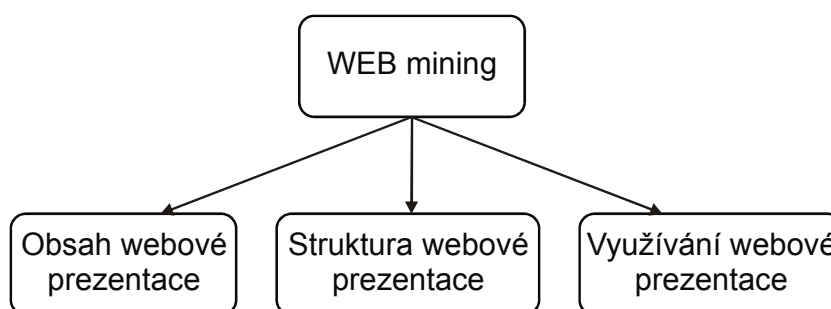 WEB mining
Obsah webové
prezentace
Struktura webové
prezentace
Využívání webové
prezentace